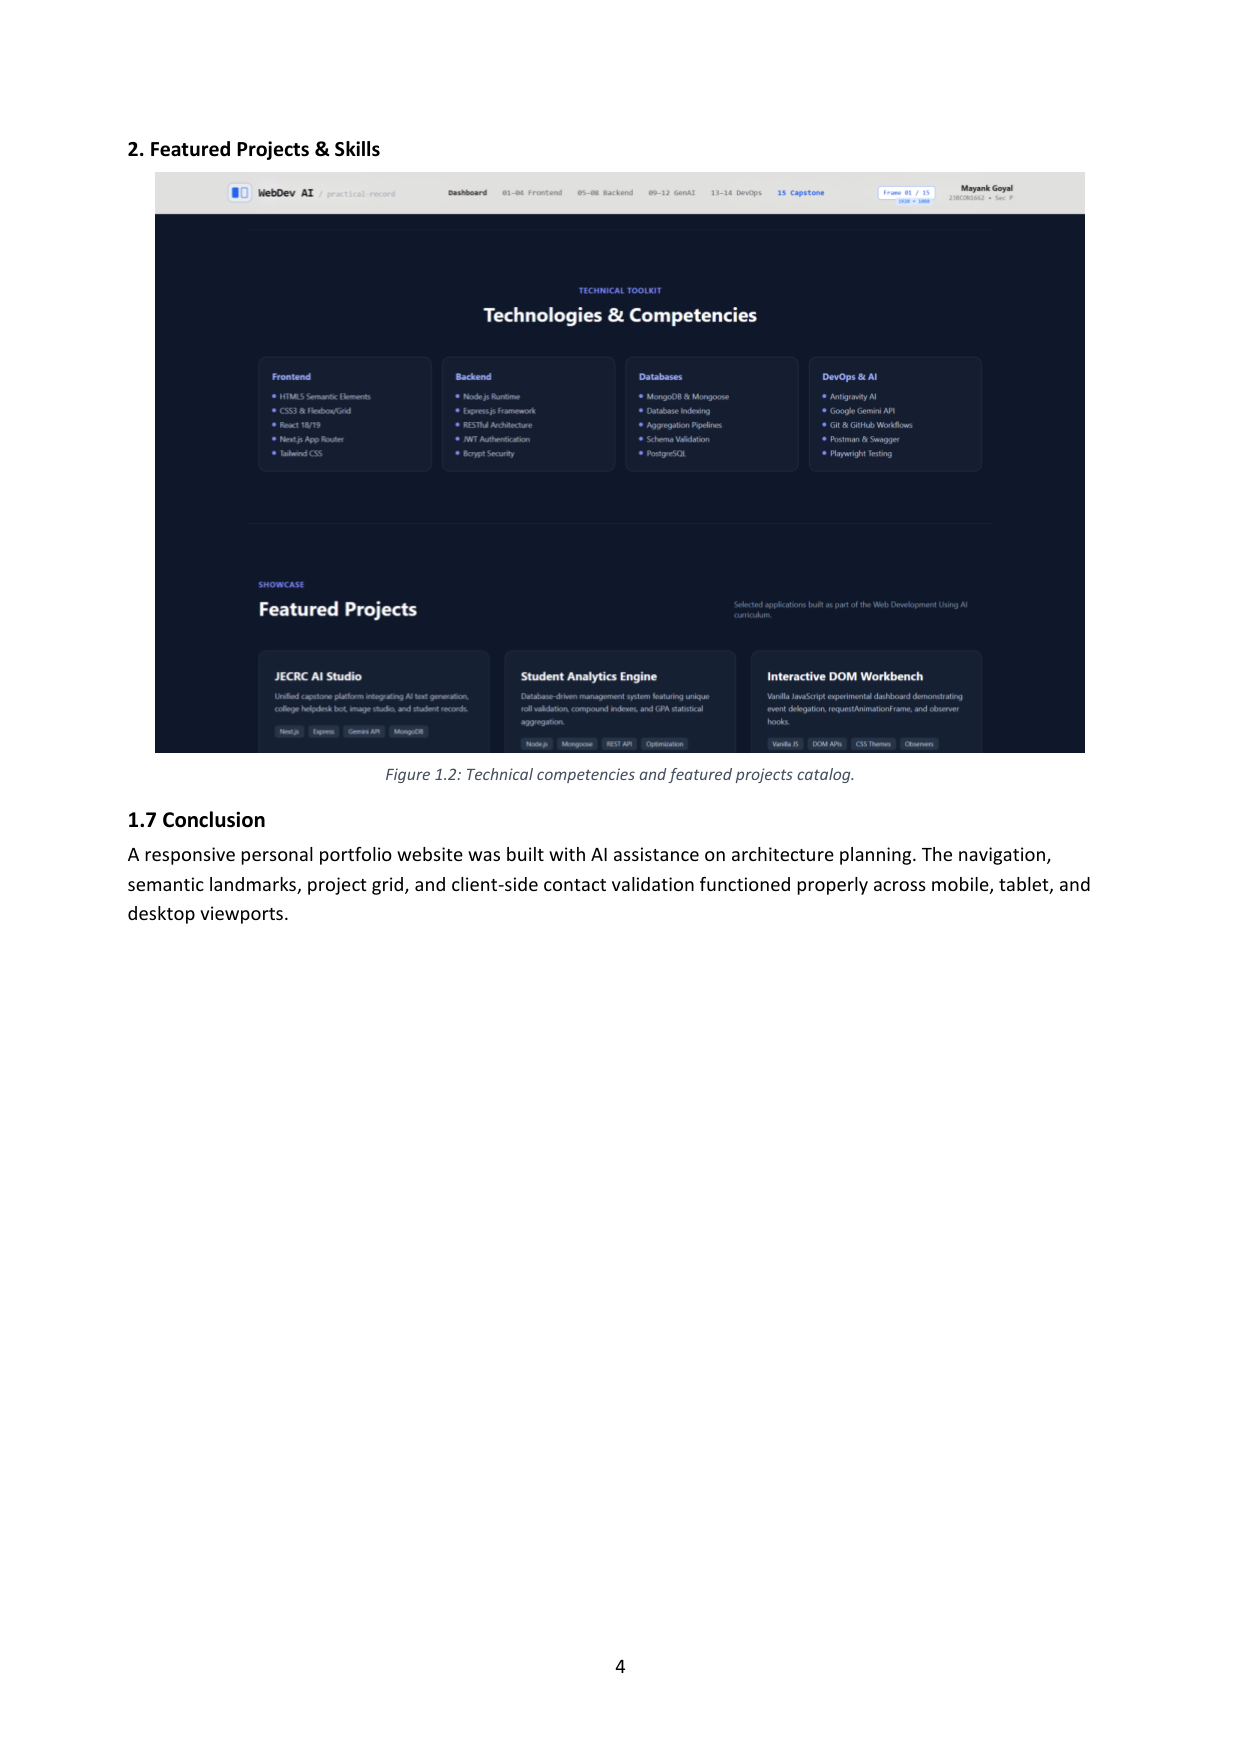 2. Featured Projects & Skills
WebDev AI / practical-record
Dashboard 01-04 Frontend 05-08 Backend 09-12 GenAI 13-14 DevOps 15 Capstone
Frame 01 / 15
Mayank Goyal
TECHNICAL TOOLKIT
Technologies & Competencies
Frontend
• HTML5 Semantic Elements
• CSS3 & Flexbox/Grid
• React 18/19
• Next.js App Router
• Tailwind CSS
Backend
• Node.js Runtime
• Express.js Framework
• RESTful Architecture
• JWT Authentication
• Bcrypt Security
Databases
• MongoDB & Mongoose
• Database Indexing
• Aggregation Pipelines
• Schema Validation
• PostgreSQL
DevOps & AI
• Antigravity AI
• Google Gemini API
• Git & GitHub Workflows
• Postman & Swagger
• Playwright Testing
SHOWCASE
Featured Projects
Selected applications built as part of the Web Development Using AI
curriculum.
JECRC AI Studio
Unified capstone platform integrating AI text generation,
college helpdesk bot, image studio, and student records.
Next.js Express Gemini API MongoDB
Student Analytics Engine
Database-driven management system featuring unique
roll validation, compound indexes, and GPA statistical
aggregation.
Node.js Mongoose REST API Optimization
Interactive DOM Workbench
Vanilla JavaScript experimental dashboard demonstrating
event delegation, requestAnimationFrame, and observer
hooks.
Vanilla JS DOM APIs CSS Themes Observers
Figure 1.2: Technical competencies and featured projects catalog.
1.7 Conclusion
A responsive personal portfolio website was built with AI assistance on architecture planning. The navigation,
semantic landmarks, project grid, and client-side contact validation functioned properly across mobile, tablet, and
desktop viewports.
4